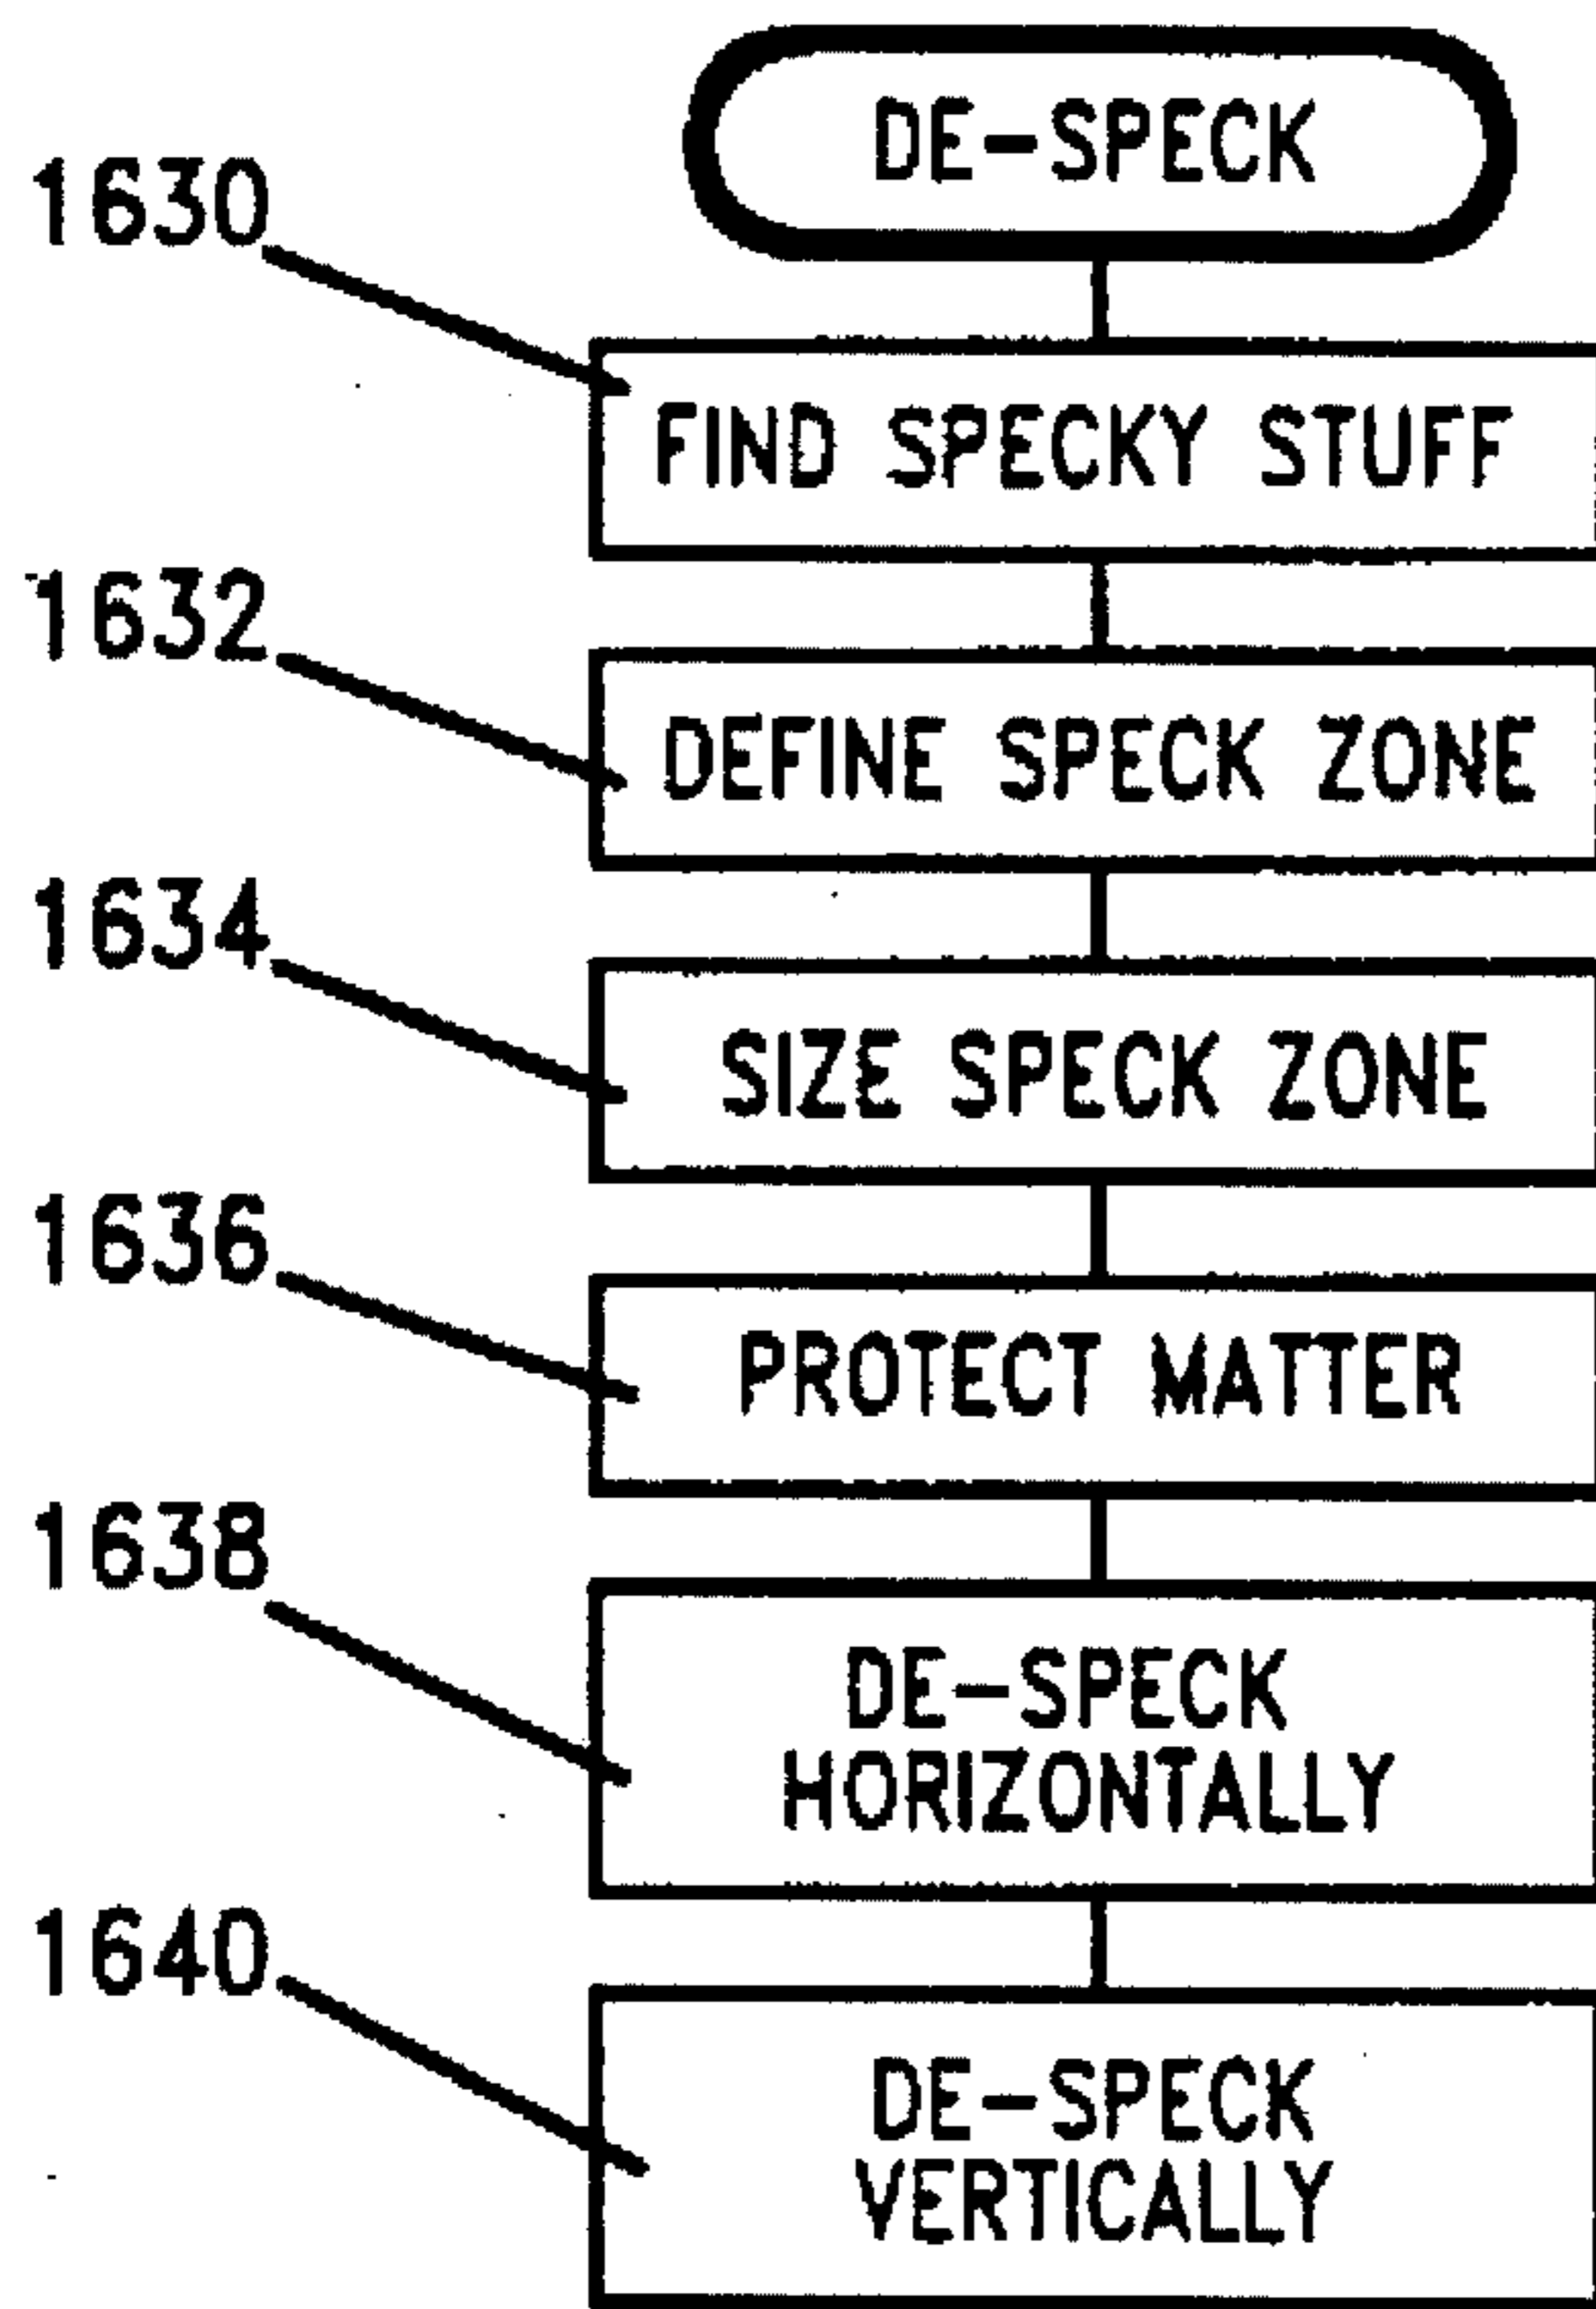 DE-SPECK
1630
FIND SPECKY STUFF
1632
DEFINE SPECK ZONE
1634
SIZE SPECK ZONE
1636
PROTECT MATTER
1638
DE-SPECK
HORIZONTALLY
1640
DE-SPECK
VERTICALLY